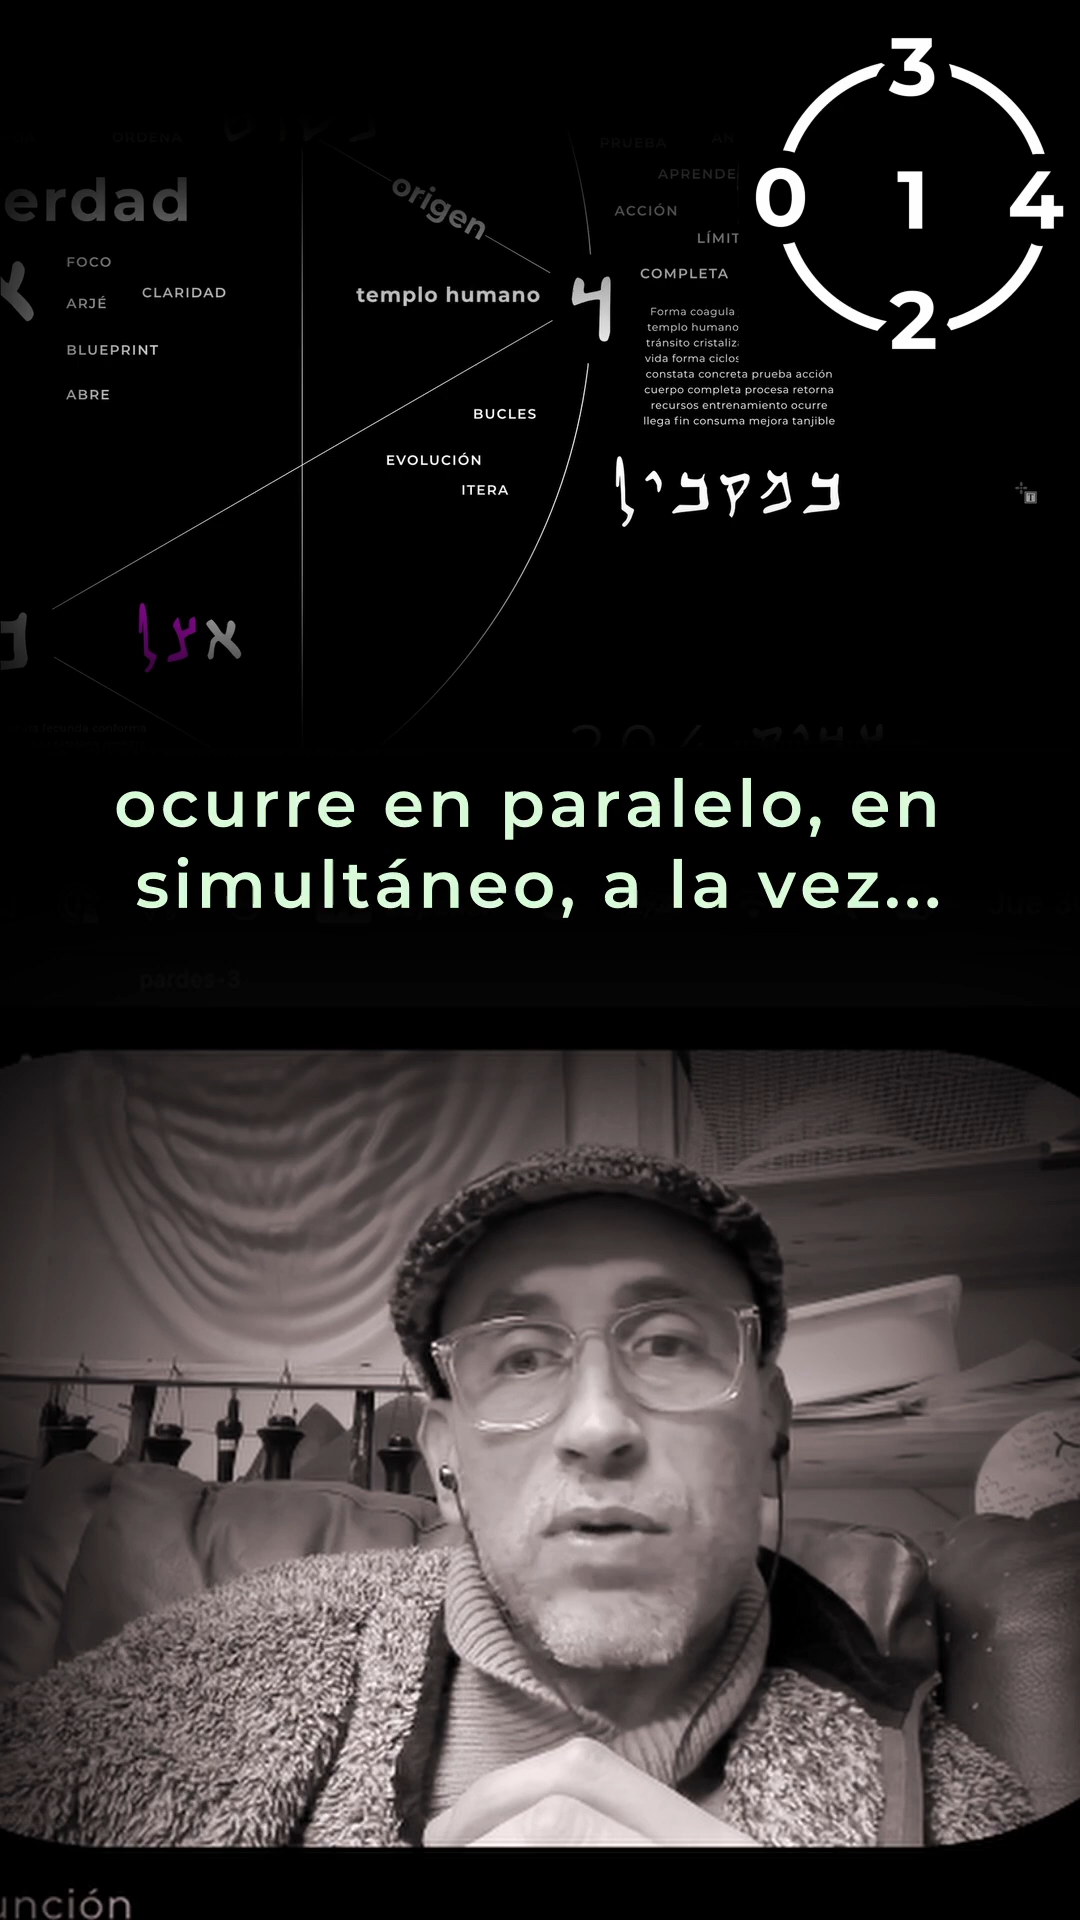 3
0 1 4
2
ORDENA
erdad
FOCO
CLARIDAD
ARJÉ
BLUEPRINT
ABRE
origen
templo humano
PRUEBA
APRENDE
ACCIÓN
LÍMIT
COMPLETA
Forma coagula
templo humano
tránsito cristaliz
vida forma ciclos
constata concreta prueba acción
cuerpo completa procesa retorna
recursos entrenamiento ocurre
llega fin consuma mejora tanjible
BUCLES
EVOLUCIÓN
ITERA
204
ocurre en paralelo, en
simultáneo, a la vez...
pardes-3
unción